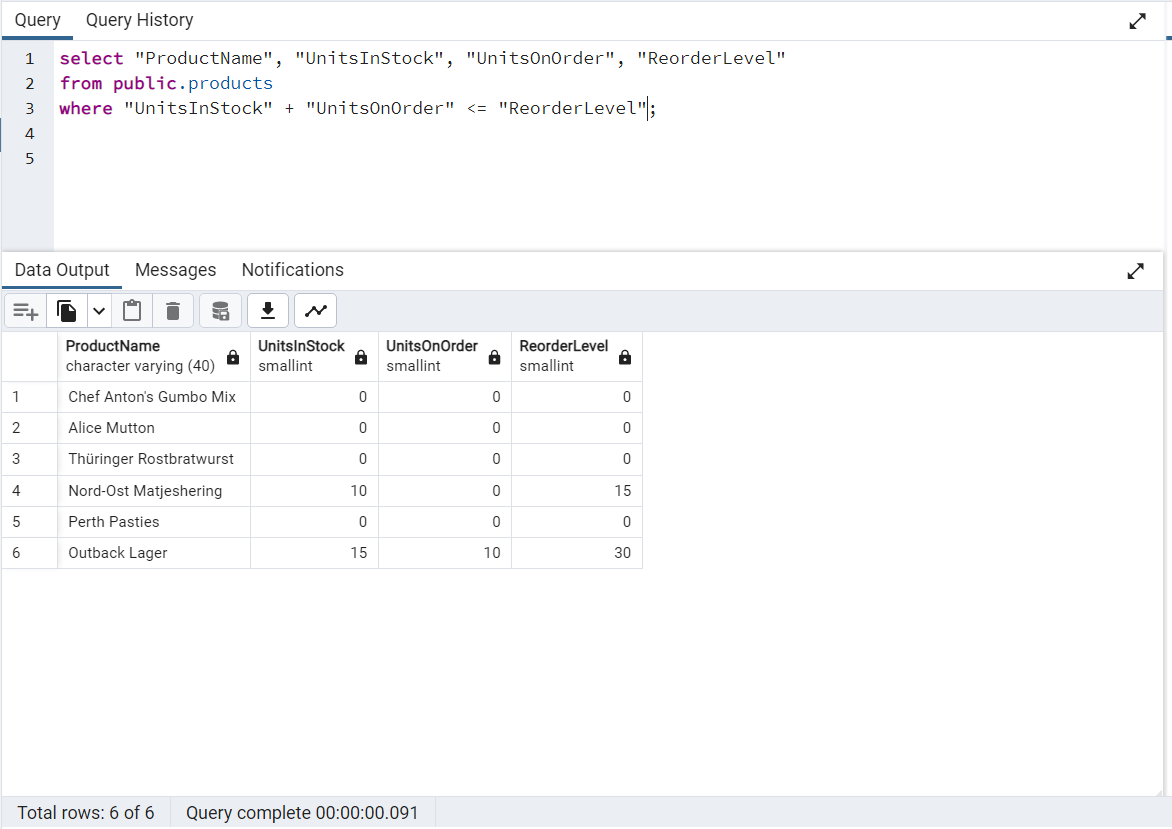 Query Query History
1 select "ProductName", "UnitsInStock", "UnitsOnOrder", "ReorderLevel"
2 from public.products
3 where "UnitsInStock" + "UnitsOnOrder" <= "ReorderLevel";
4
5
Data Output Messages Notifications
ProductName UnitsInStock UnitsOnOrder ReorderLevel
character varying (40) smallint smallint smallint
1 Chef Anton's Gumbo Mix 0 0 0
2 Alice Mutton 0 0 0
3 Thüringer Rostbratwurst 0 0 0
4 Nord-Ost Matjeshering 10 0 15
5 Perth Pasties 0 0 0
6 Outback Lager 15 10 30
Total rows: 6 of 6 Query complete 00:00:00.091